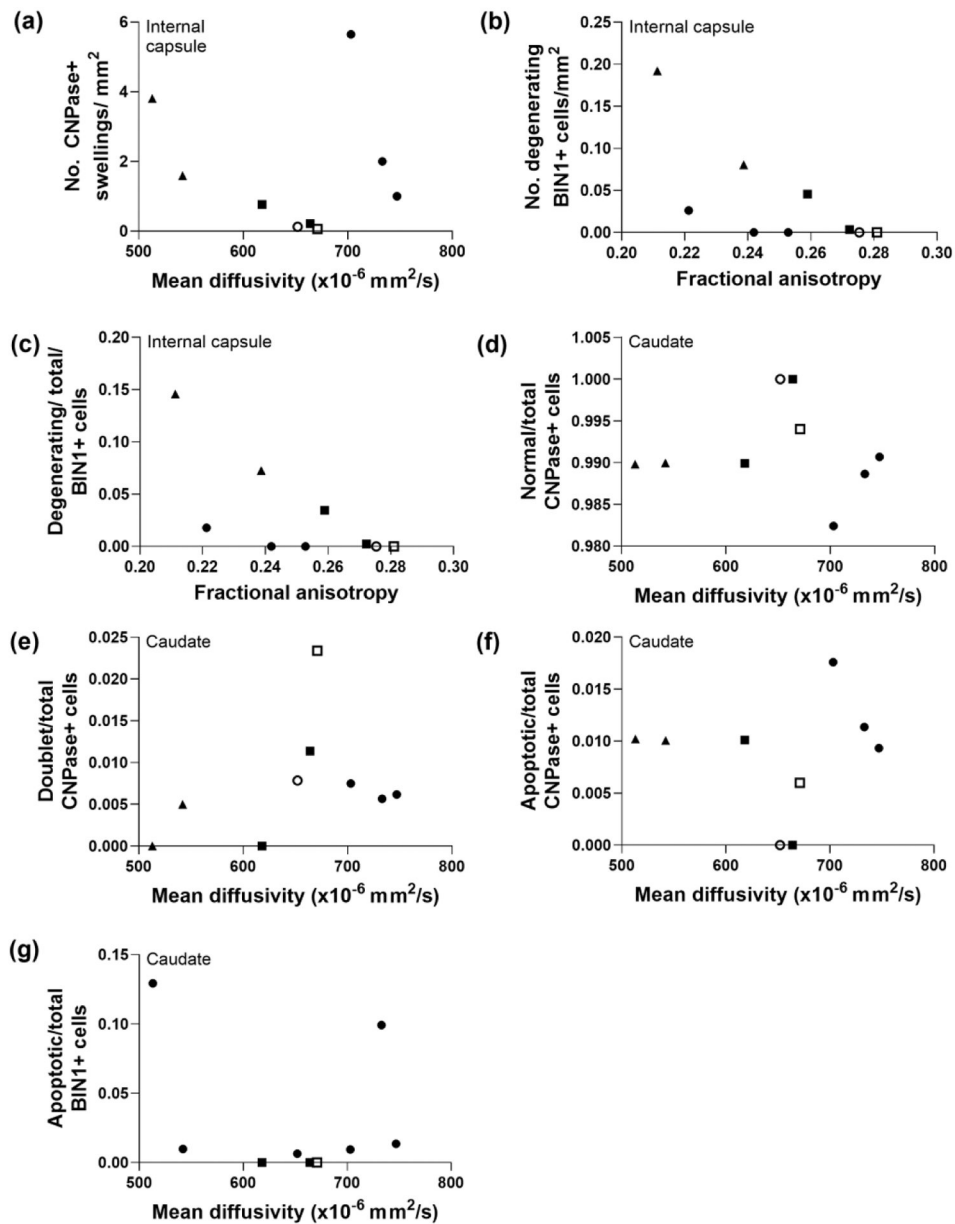 (a)
Internal
capsule
No. CNPase+
swellings/ mm2
6
4
2
0
500 600 700 800
Mean diffusivity (x10-6 mm2/s)
(b)
Internal capsule
No. degenerating
BIN1+ cells/mm2
0.20
0.15
0.10
0.05
0.00
0.20 0.22 0.24 0.26 0.28 0.30
Fractional anisotropy
(c)
Internal capsule
Degenerating/ total/
BIN1+ cells
0.20
0.15
0.10
0.05
0.00
0.20 0.22 0.24 0.26 0.28 0.30
Fractional anisotropy
(d)
Caudate
Normal/total
CNPase+ cells
1.005
1.000
0.995
0.990
0.985
0.980
500 600 700 800
Mean diffusivity (x10-6 mm2/s)
(e)
Caudate
Doublet/total
CNPase+ cells
0.025
0.020
0.015
0.010
0.005
0.000
500 600 700 800
Mean diffusivity (x10-6 mm2/s)
(f)
Caudate
Apoptotic/total
CNPase+ cells
0.020
0.015
0.010
0.005
0.000
500 600 700 800
Mean diffusivity (x10-6 mm2/s)
(g)
Caudate
Apoptotic/total
BIN1+ cells
0.15
0.10
0.05
0.00
500 600 700 800
Mean diffusivity (x10-6 mm2/s)